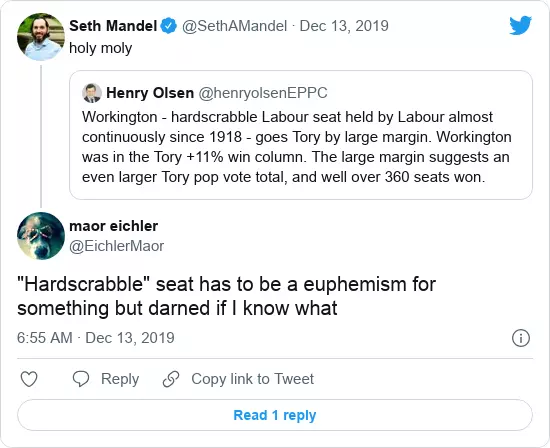 Seth Mandel @SethAMandel · Dec 13, 2019
holy moly
Henry Olsen @henryolsenEPPC
Workington - hardscrabble Labour seat held by Labour almost
continuously since 1918 - goes Tory by large margin. Workington
was in the Tory +11% win column. The large margin suggests an
even larger Tory pop vote total, and well over 360 seats won.
maor eichler
@EichlerMaor
"Hardscrabble" seat has to be a euphemism for
something but darned if I know what
6:55 AM · Dec 13, 2019
Reply Copy link to Tweet
Read 1 reply